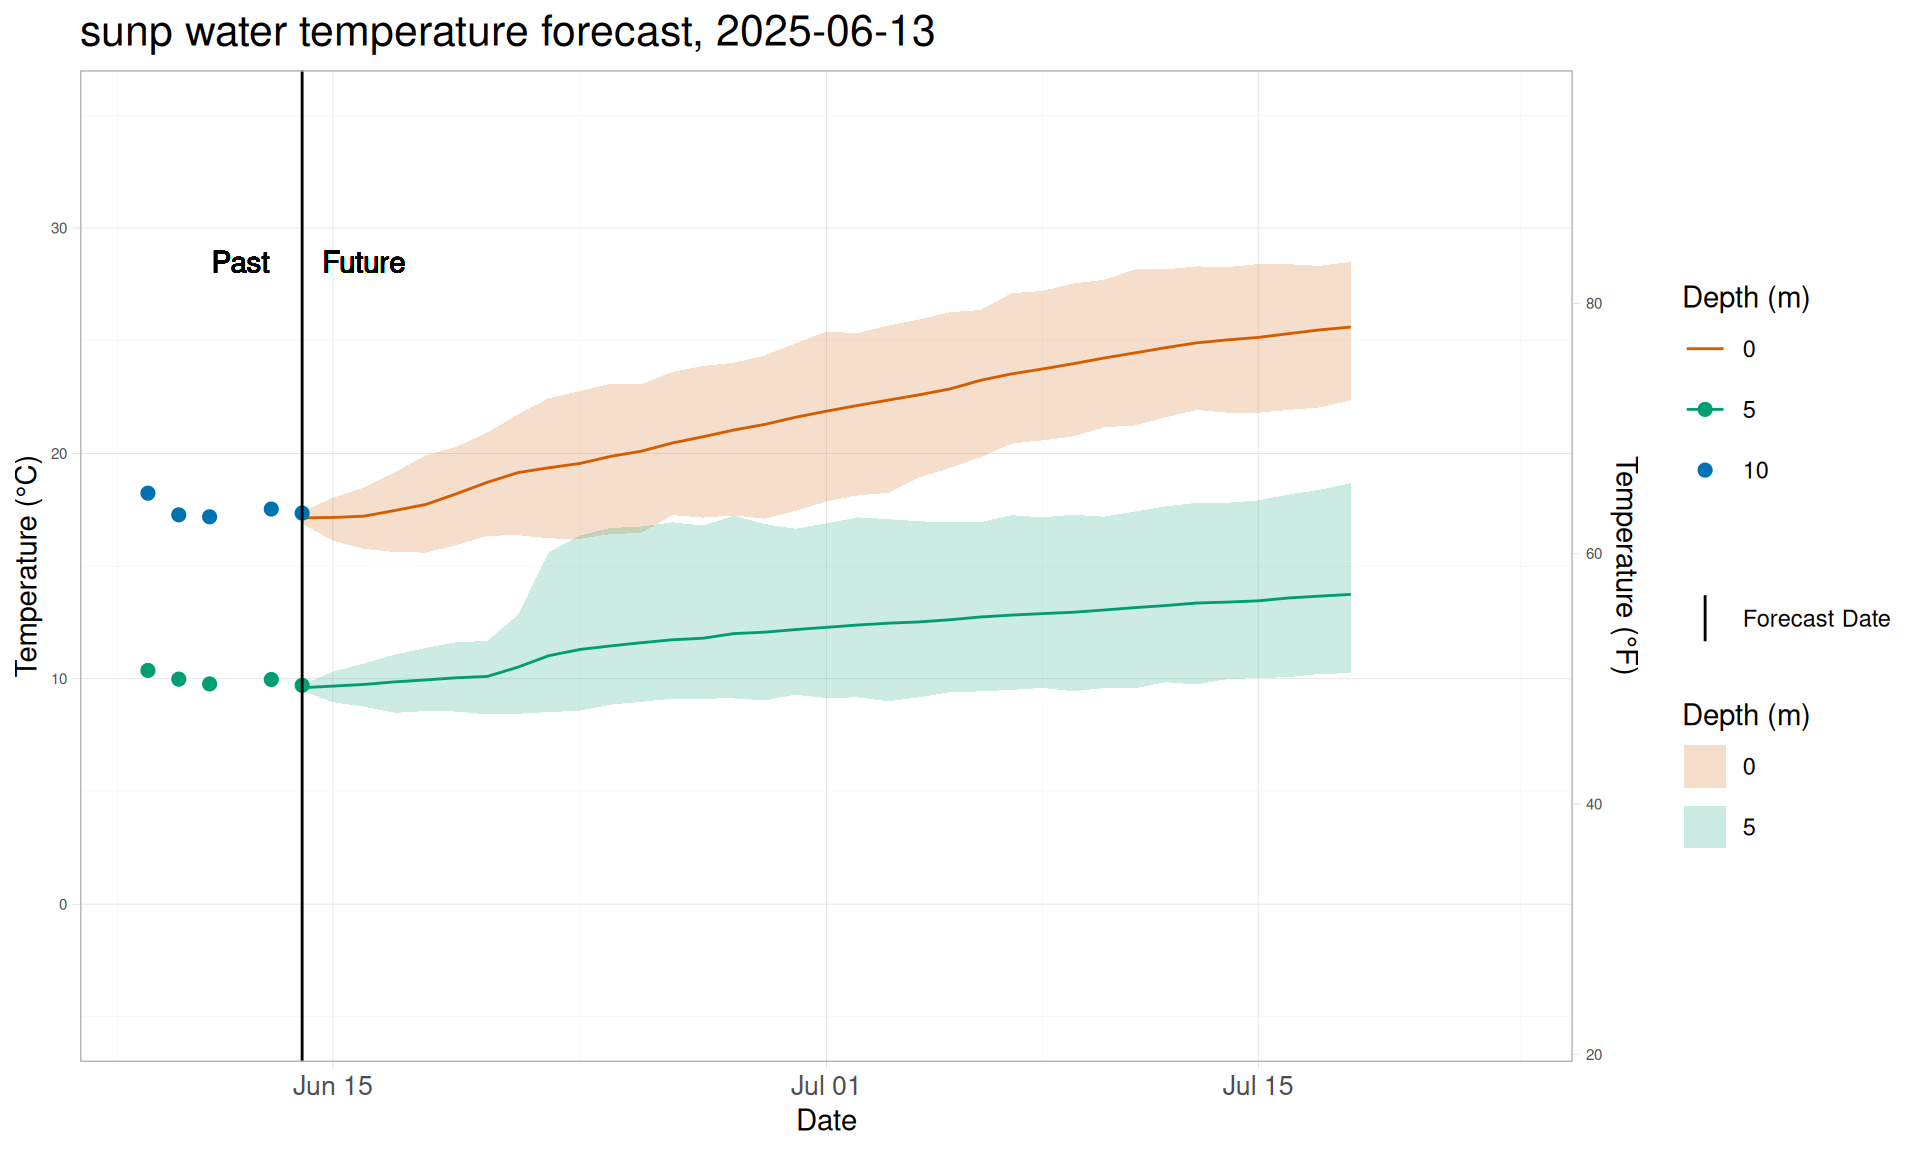 sunp water temperature forecast, 2025-06-13
Past
Future
Temperature (°C)
30
20
10
0
Temperature (°F)
80
60
40
20
Jun 15
Jul 01
Jul 15
Date
Depth (m)
0
5
10
Forecast Date
Depth (m)
0
5